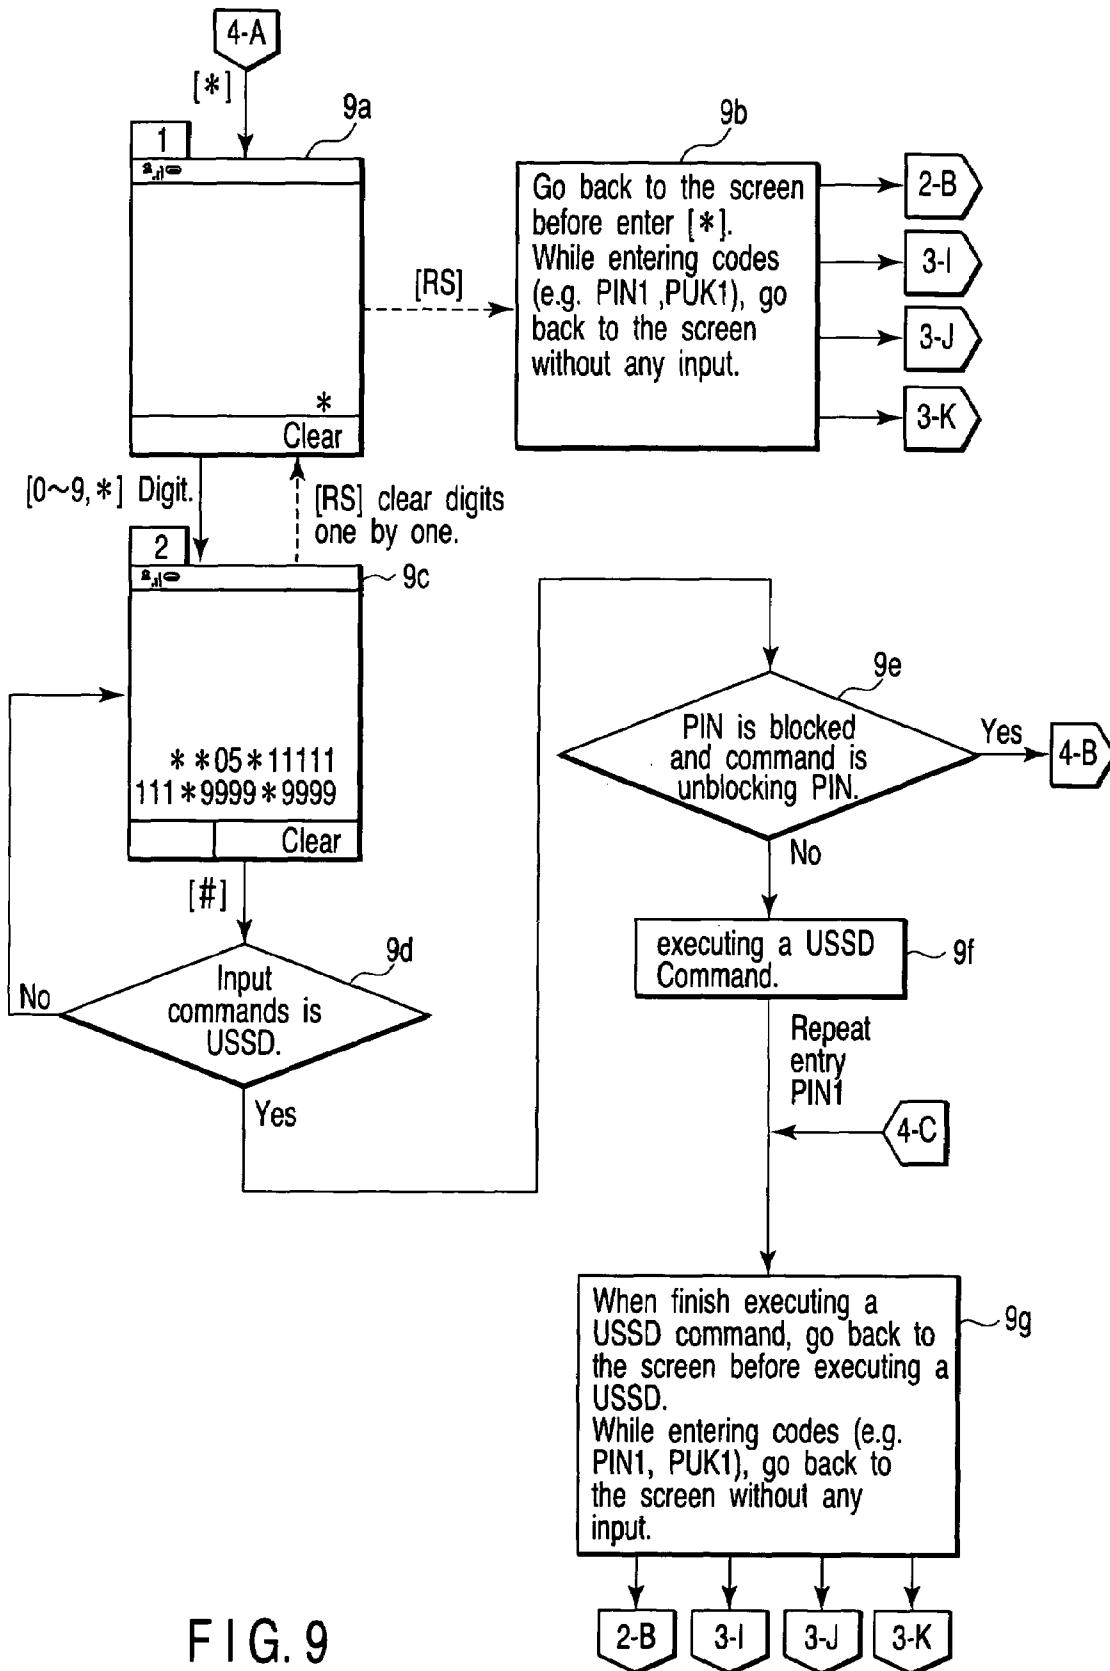 4-A
[*]
9a
1
*
Clear
[RS]
9b
Go back to the screen
before enter [*].
While entering codes
(e.g. PIN1 ,PUK1), go
back to the screen
without any input.
2-B
3-I
3-J
3-K
[0~9,*] Digit.
[RS] clear digits
one by one.
2
9c
* *05*11111
111*9999*9999
Clear
[#]
9d
Input
commands is
USSD.
No
Yes
9e
PIN is blocked
and command is
unblocking PIN.
Yes
4-B
No
executing a USSD
Command.
9f
Repeat
entry
PIN1
4-C
When finish executing a
USSD command, go back to
the screen before executing a
USSD.
While entering codes (e.g.
PIN1, PUK1), go back to
the screen without any
input.
9g
2-B
3-I
3-J
3-K
FIG. 9